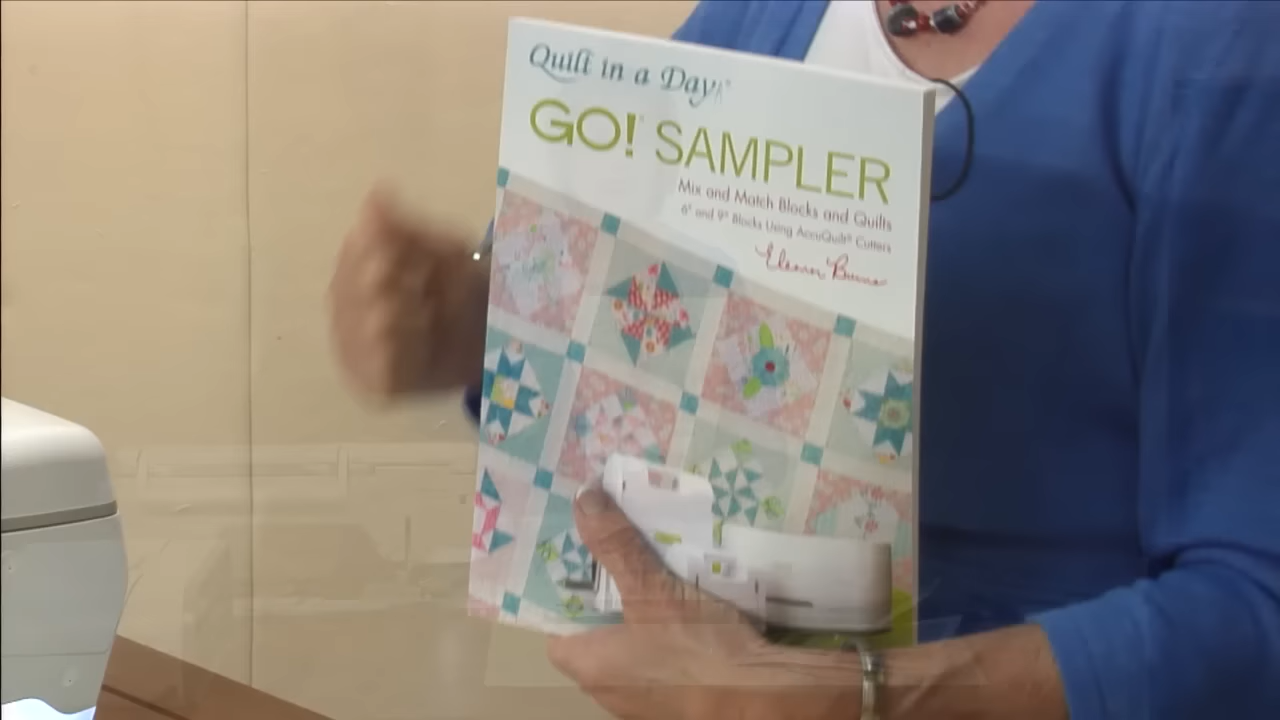 Quilt in a Day®
GO!® SAMPLER
Mix and Match Blocks and Quilts
6" and 9" Blocks Using AccuQuilt® Cutters
Eleanor Burns